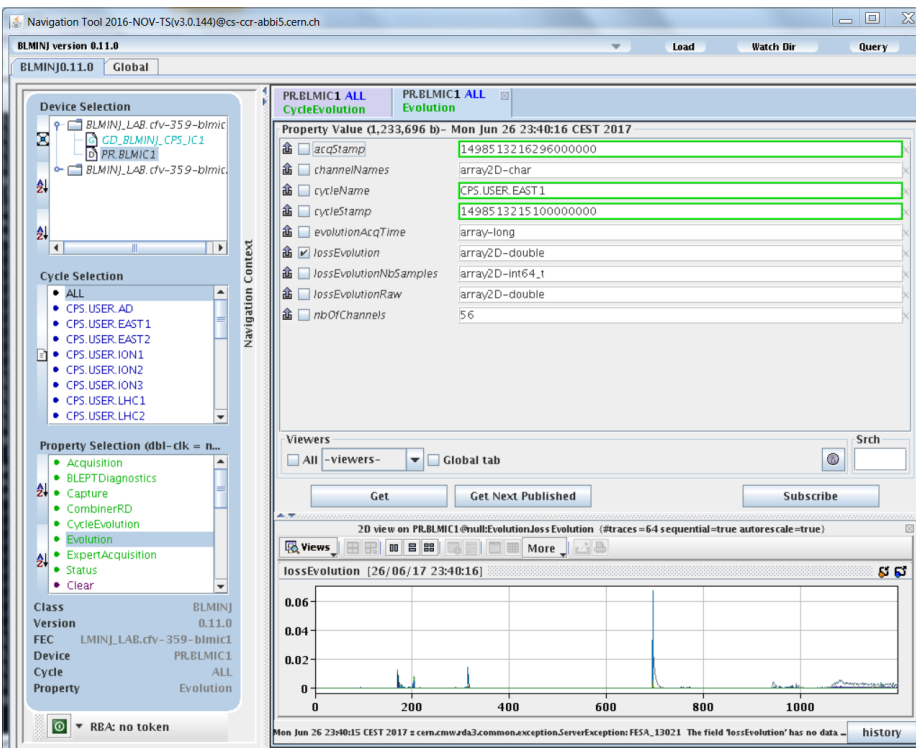 Navigation Tool 2016-NOV-TS(v3.0.144)@cs-ccr-abbi5.cern.ch
BLMINJ version 0.11.0
Load
Watch Dir
Query
BLMINJ0.11.0
Global
Device Selection
BLMINJ_LAB.cfv-359-blmic
GD_BLMINJ_CPS_IC1
PR.BLMIC1
BLMINJ_LAB.cfv-359-blmic.
Cycle Selection
ALL
CPS.USER.AD
CPS.USER.EAST1
CPS.USER.EAST2
CPS.USER.ION1
CPS.USER.ION2
CPS.USER.ION3
CPS.USER.LHC1
CPS.USER.LHC2
Property Selection (dbl-clk = n...
Acquisition
BLEPTDiagnostics
Capture
CombinerRD
CycleEvolution
Evolution
ExpertAcquisition
Status
Clear
Class BLMINJ
Version 0.11.0
FEC LMINJ_LAB.cfv-359-blmic1
Device PR.BLMIC1
Cycle ALL
Property Evolution
RBA: no token
Navigation Context
PR.BLMIC1 ALL
CycleEvolution
PR.BLMIC1 ALL
Evolution
Property Value (1,233,696 b)- Mon Jun 26 23:40:16 CEST 2017
acqStamp 1498513216296000000
channelNames array2D-char
cycleName CPS.USER.EAST1
cycleStamp 1498513215100000000
evolutionAcqTime array-long
lossEvolution array2D-double
lossEvolutionNbSamples array2D-int64_t
lossEvolutionRaw array2D-double
nbOfChannels 56
Viewers
All -viewers- Global tab
Srch
Get
Get Next Published
Subscribe
2D view on PR.BLMIC1@null:EvolutionlossEvolution (#traces=64 sequential=true autorescale=true)
Views
More
lossEvolution [26/06/17 23:40:16]
0.06
0.04
0.02
0
0 200 400 600 800 1000
Mon Jun 26 23:40:15 CEST 2017 : cern.cmw.rda3.common.exception.ServerException: FESA_13021 The field 'lossEvolution' has no data ...
history